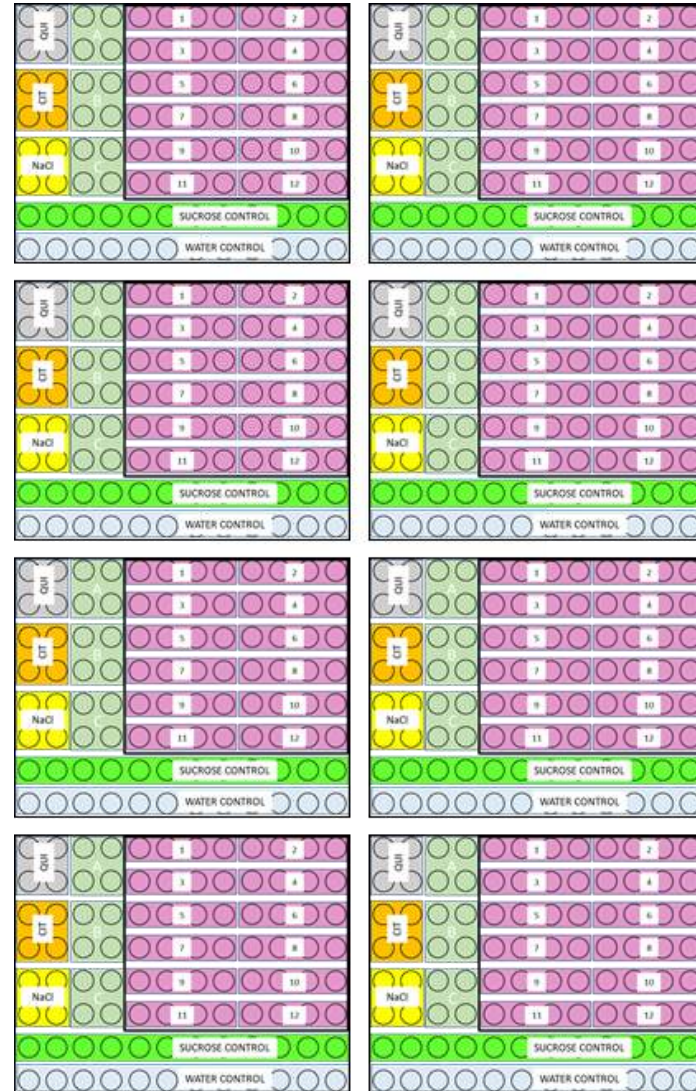 QUI A 1 2
3 4
CIT B 5 6
7 8
NaCl C 9 10
11 12
SUCROSE CONTROL
WATER CONTROL
QUI A 1 2
3 4
CIT B 5 6
7 8
NaCl C 9 10
11 12
SUCROSE CONTROL
WATER CONTROL
QUI A 1 2
3 4
CIT B 5 6
7 8
NaCl C 9 10
11 12
SUCROSE CONTROL
WATER CONTROL
QUI A 1 2
3 4
CIT B 5 6
7 8
NaCl C 9 10
11 12
SUCROSE CONTROL
WATER CONTROL
QUI A 1 2
3 4
CIT B 5 6
7 8
NaCl C 9 10
11 12
SUCROSE CONTROL
WATER CONTROL
QUI A 1 2
3 4
CIT B 5 6
7 8
NaCl C 9 10
11 12
SUCROSE CONTROL
WATER CONTROL
QUI A 1 2
3 4
CIT B 5 6
7 8
NaCl C 9 10
11 12
SUCROSE CONTROL
WATER CONTROL
QUI A 1 2
3 4
CIT B 5 6
7 8
NaCl C 9 10
11 12
SUCROSE CONTROL
WATER CONTROL